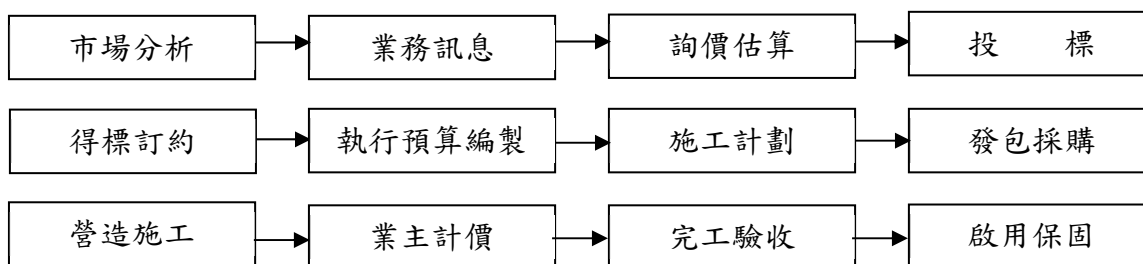 市場分析 業務訊息 詢價估算 投 標
得標訂約 執行預算編製 施工計劃 發包採購
營造施工 業主計價 完工驗收 啟用保固